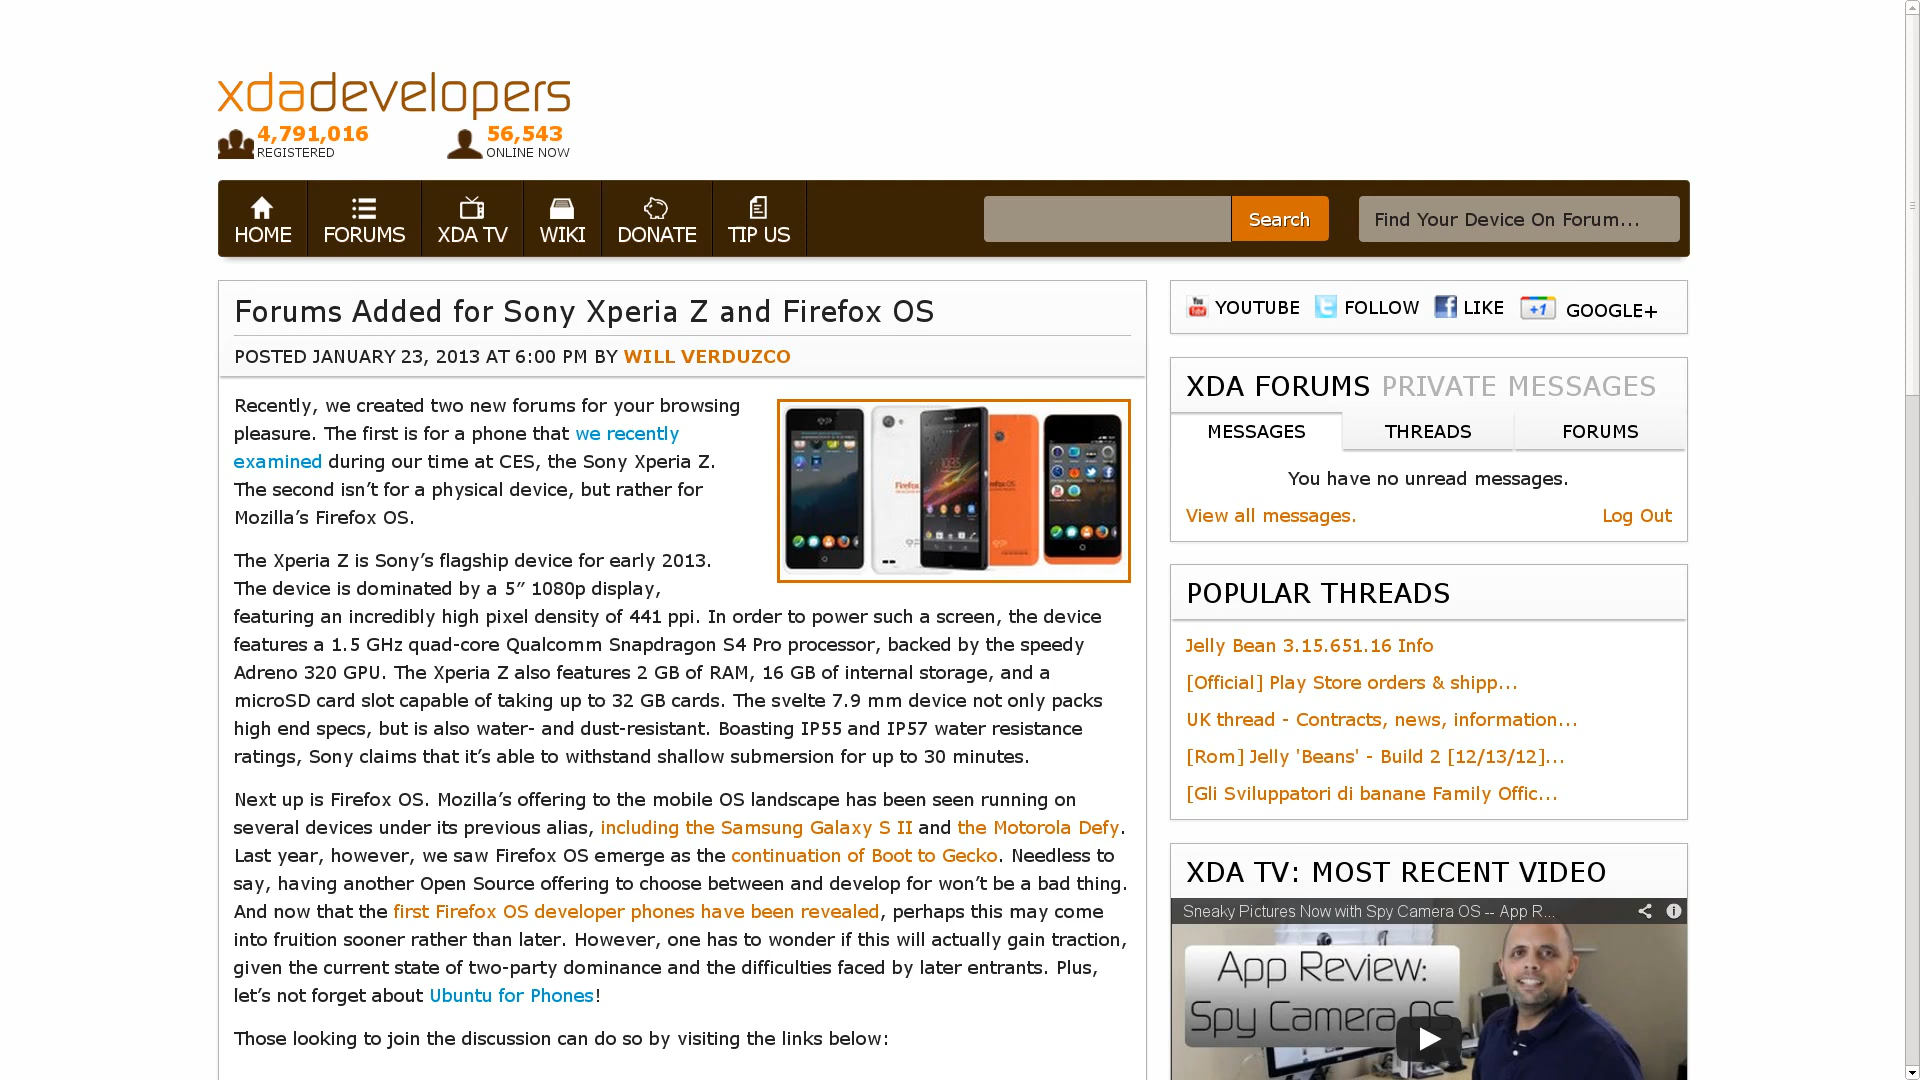 xdadevelopers
4,791,016
REGISTERED
56,543
ONLINE NOW
HOME
FORUMS
XDA TV
WIKI
DONATE
TIP US
Search
Find Your Device On Forum...
Forums Added for Sony Xperia Z and Firefox OS
POSTED JANUARY 23, 2013 AT 6:00 PM BY WILL VERDUZCO
Recently, we created two new forums for your browsing
pleasure. The first is for a phone that we recently
examined during our time at CES, the Sony Xperia Z.
The second isn’t for a physical device, but rather for
Mozilla’s Firefox OS.
The Xperia Z is Sony’s flagship device for early 2013.
The device is dominated by a 5″ 1080p display,
featuring an incredibly high pixel density of 441 ppi. In order to power such a screen, the device
features a 1.5 GHz quad-core Qualcomm Snapdragon S4 Pro processor, backed by the speedy
Adreno 320 GPU. The Xperia Z also features 2 GB of RAM, 16 GB of internal storage, and a
microSD card slot capable of taking up to 32 GB cards. The svelte 7.9 mm device not only packs
high end specs, but is also water- and dust-resistant. Boasting IP55 and IP57 water resistance
ratings, Sony claims that it’s able to withstand shallow submersion for up to 30 minutes.
Next up is Firefox OS. Mozilla’s offering to the mobile OS landscape has been seen running on
several devices under its previous alias, including the Samsung Galaxy S II and the Motorola Defy.
Last year, however, we saw Firefox OS emerge as the continuation of Boot to Gecko. Needless to
say, having another Open Source offering to choose between and develop for won’t be a bad thing.
And now that the first Firefox OS developer phones have been revealed, perhaps this may come
into fruition sooner rather than later. However, one has to wonder if this will actually gain traction,
given the current state of two-party dominance and the difficulties faced by later entrants. Plus,
let’s not forget about Ubuntu for Phones!
Those looking to join the discussion can do so by visiting the links below:
YOUTUBE
FOLLOW
LIKE
+1
GOOGLE+
XDA FORUMS PRIVATE MESSAGES
MESSAGES
THREADS
FORUMS
You have no unread messages.
View all messages.
Log Out
POPULAR THREADS
Jelly Bean 3.15.651.16 Info
[Official] Play Store orders & shipp...
UK thread - Contracts, news, information...
[Rom] Jelly 'Beans' - Build 2 [12/13/12]...
[Gli Sviluppatori di banane Family Offic...
XDA TV: MOST RECENT VIDEO
Sneaky Pictures Now with Spy Camera OS -- App R...
App Review:
Spy Camera OS